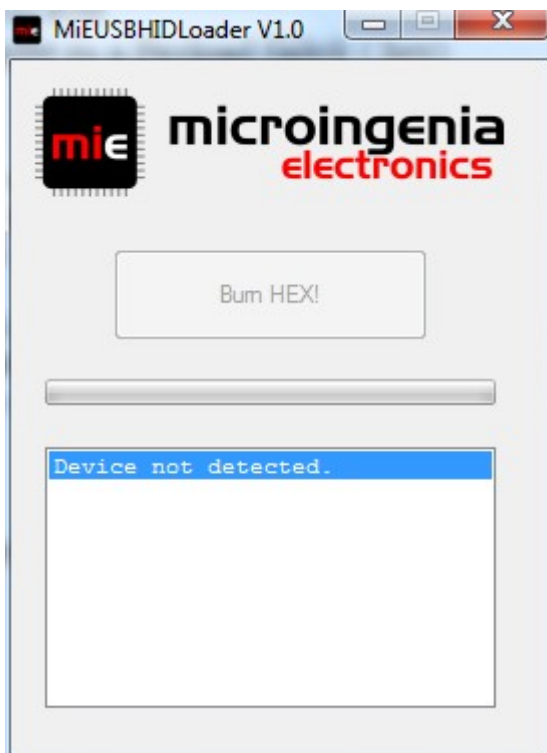 MiEUSBHIDLoader V1.0
mie
microingenia
electronics
Burn HEX!
Device not detected.